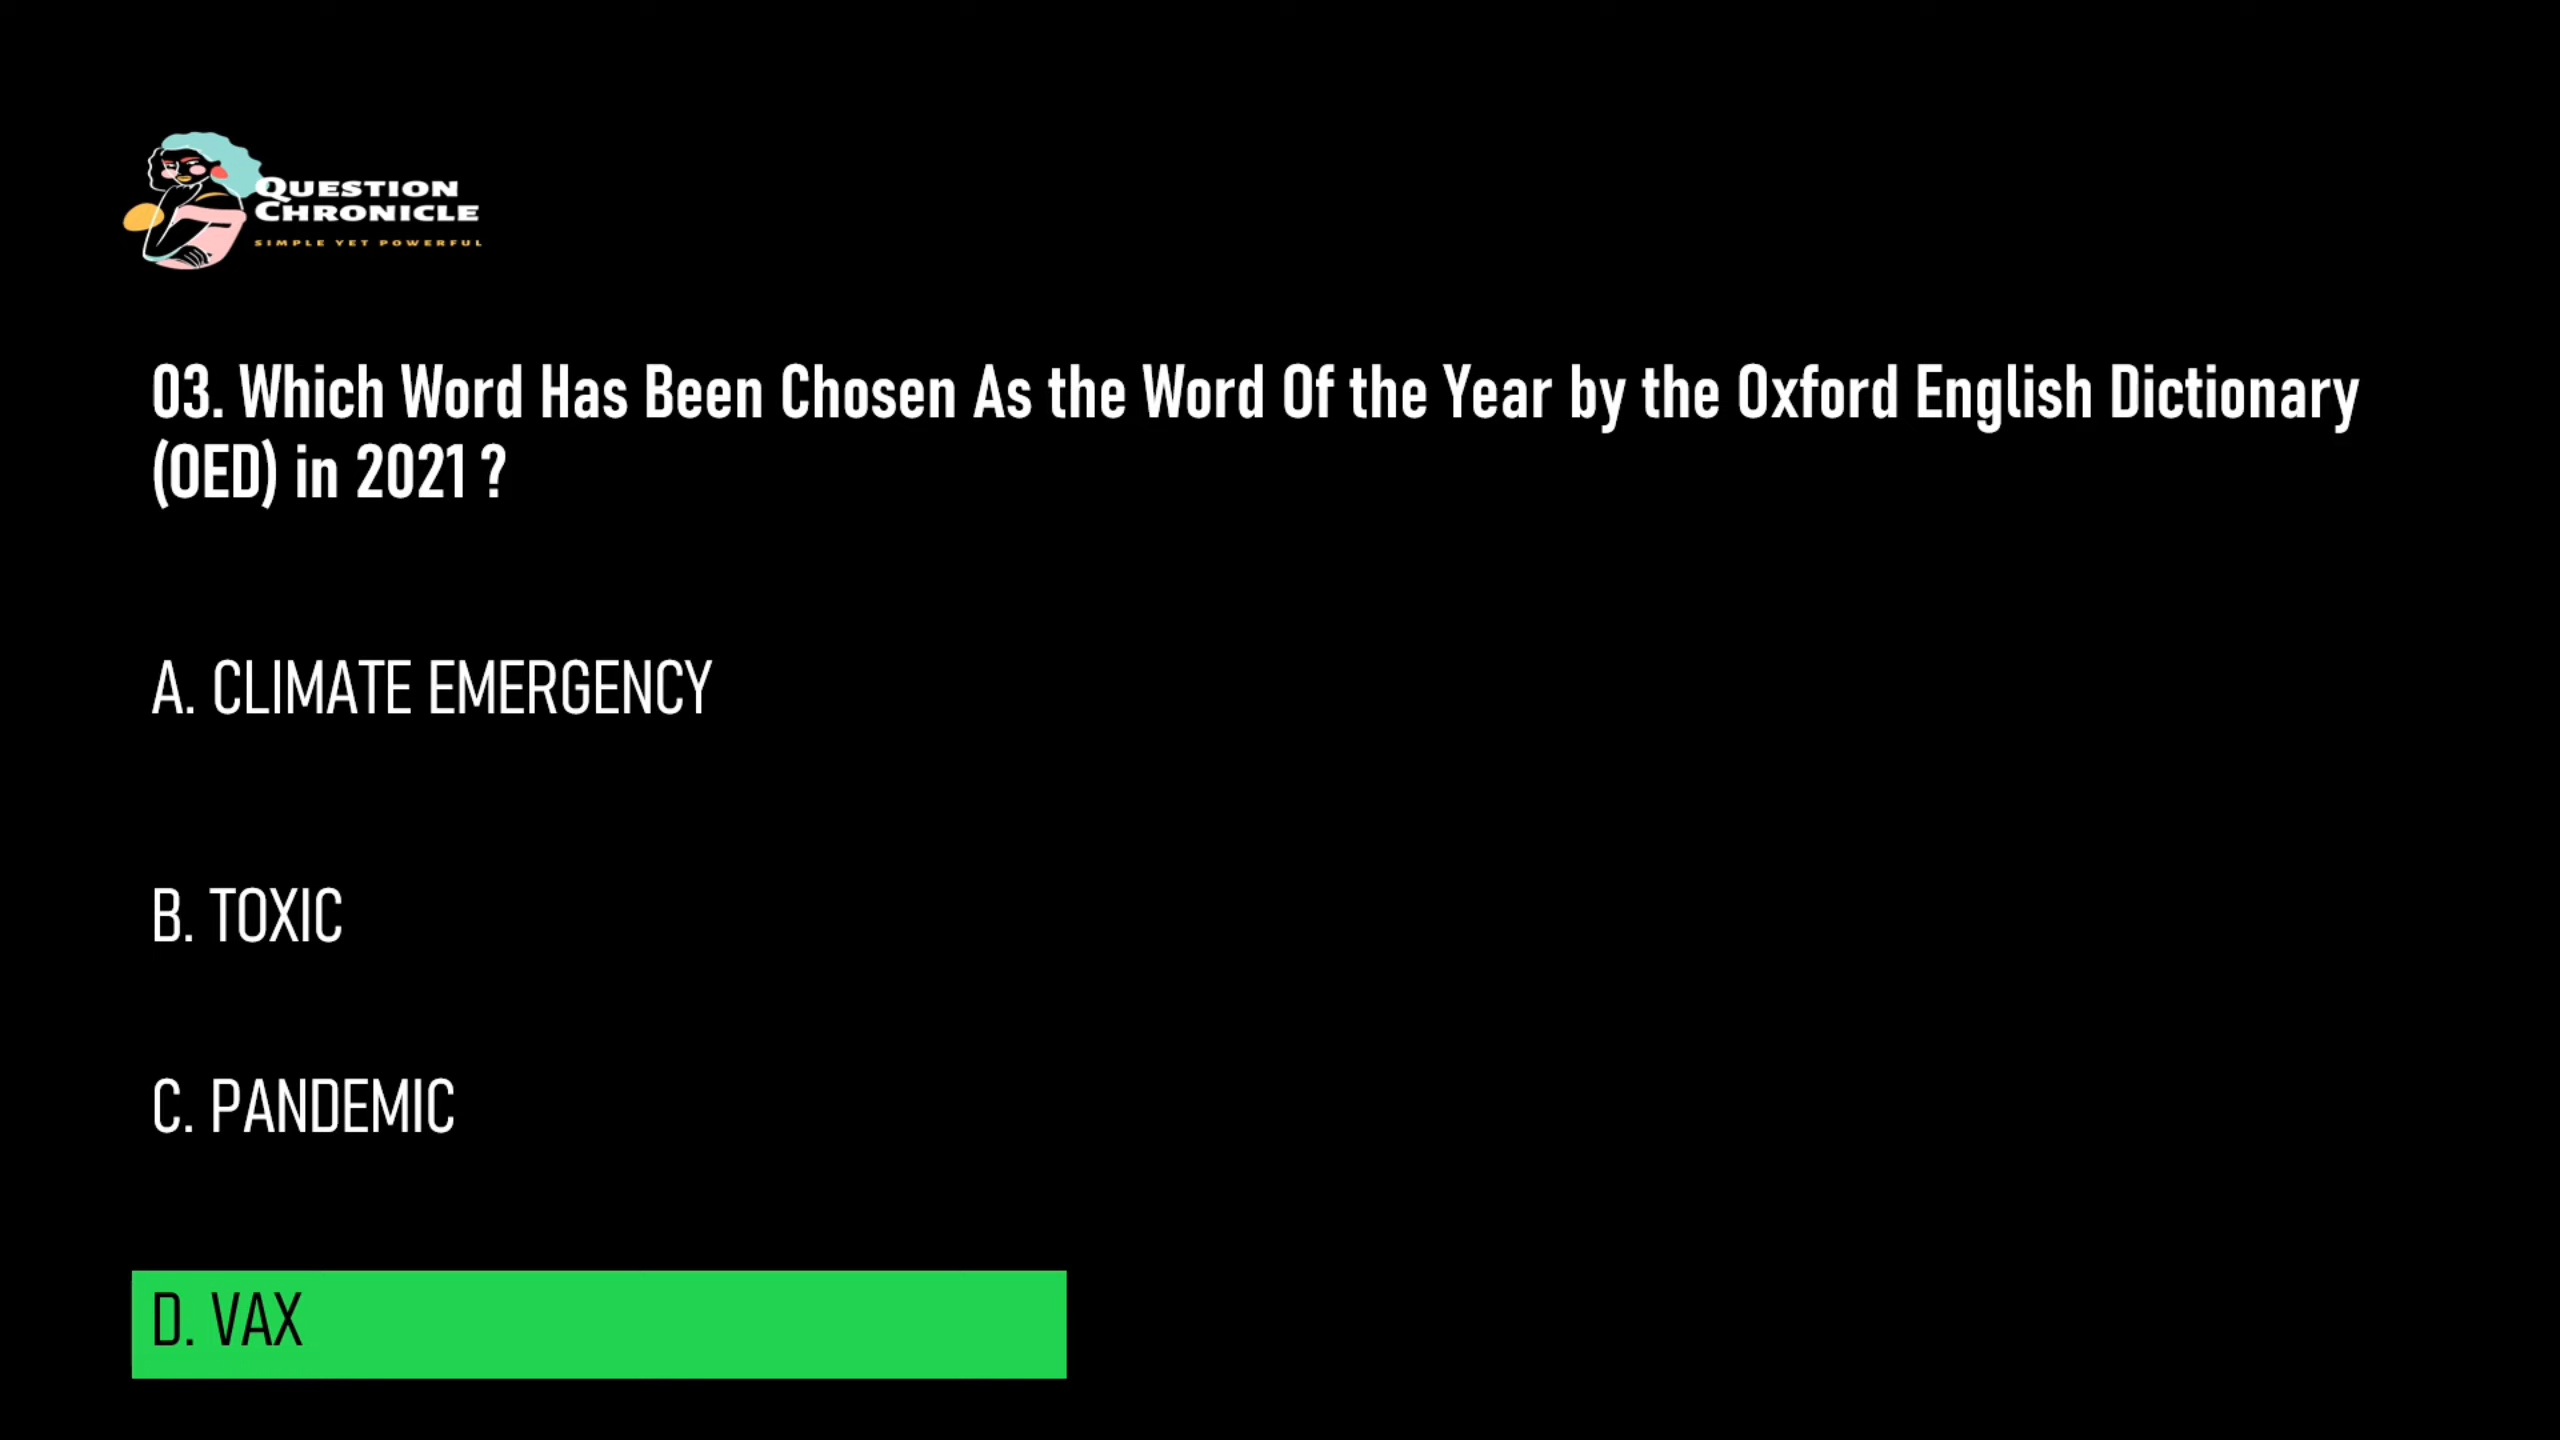 QUESTION
CHRONICLE
SIMPLE YET POWERFUL
03. Which Word Has Been Chosen As the Word Of the Year by the Oxford English Dictionary
(OED) in 2021 ?
A. CLIMATE EMERGENCY
B. TOXIC
C. PANDEMIC
D. VAX